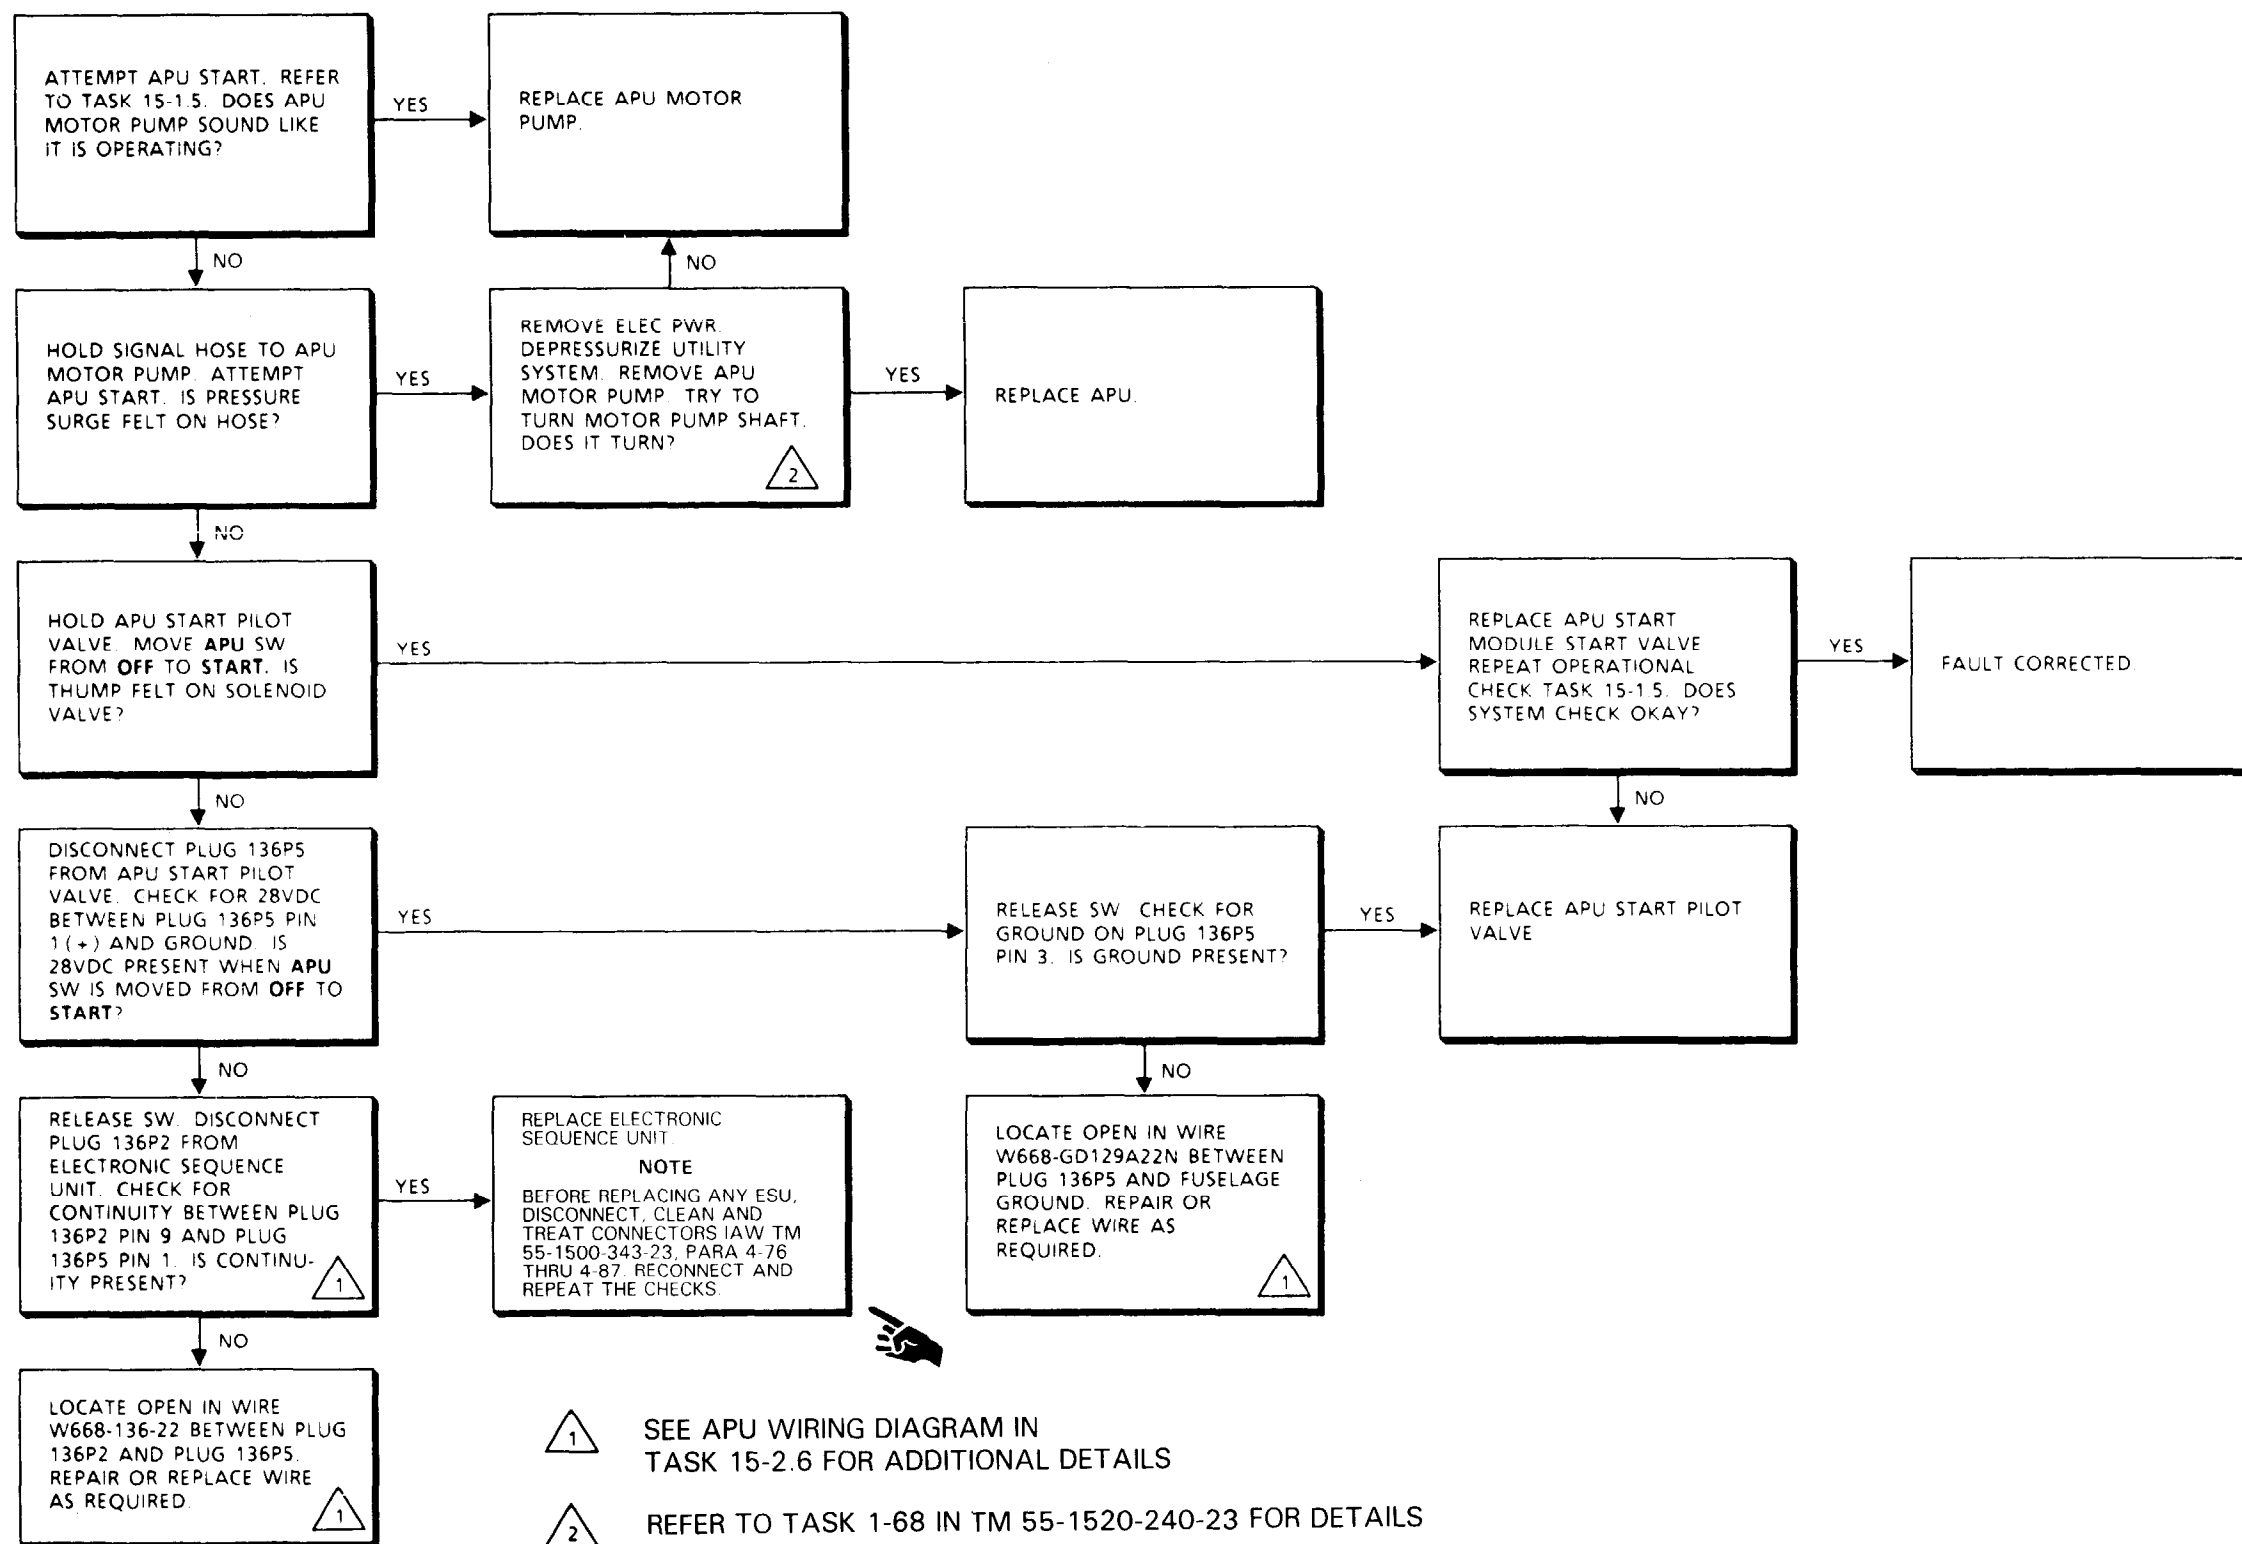 ATTEMPT APU START. REFER
TO TASK 15-1.5. DOES APU
MOTOR PUMP SOUND LIKE
IT IS OPERATING?
YES
REPLACE APU MOTOR
PUMP.
NO
NO
HOLD SIGNAL HOSE TO APU
MOTOR PUMP. ATTEMPT
APU START. IS PRESSURE
SURGE FELT ON HOSE?
YES
REMOVE ELEC PWR.
DEPRESSURIZE UTILITY
SYSTEM. REMOVE APU
MOTOR PUMP. TRY TO
TURN MOTOR PUMP SHAFT.
DOES IT TURN?
2
YES
REPLACE APU.
NO
HOLD APU START PILOT
VALVE. MOVE APU SW
FROM OFF TO START. IS
THUMP FELT ON SOLENOID
VALVE?
YES
REPLACE APU START
MODULE START VALVE
REPEAT OPERATIONAL
CHECK TASK 15-1.5. DOES
SYSTEM CHECK OKAY?
YES
FAULT CORRECTED.
NO
NO
DISCONNECT PLUG 136P5
FROM APU START PILOT
VALVE. CHECK FOR 28VDC
BETWEEN PLUG 136P5 PIN
1 (+) AND GROUND. IS
28VDC PRESENT WHEN APU
SW IS MOVED FROM OFF TO
START?
YES
RELEASE SW. CHECK FOR
GROUND ON PLUG 136P5
PIN 3. IS GROUND PRESENT?
YES
REPLACE APU START PILOT
VALVE
NO
NO
RELEASE SW. DISCONNECT
PLUG 136P2 FROM
ELECTRONIC SEQUENCE
UNIT. CHECK FOR
CONTINUITY BETWEEN PLUG
136P2 PIN 9 AND PLUG
136P5 PIN 1. IS CONTINU-
ITY PRESENT?
1
YES
REPLACE ELECTRONIC
SEQUENCE UNIT.
NOTE
BEFORE REPLACING ANY ESU,
DISCONNECT, CLEAN AND
TREAT CONNECTORS IAW TM
55-1500-343-23, PARA 4-76
THRU 4-87. RECONNECT AND
REPEAT THE CHECKS.
LOCATE OPEN IN WIRE
W668-GD129A22N BETWEEN
PLUG 136P5 AND FUSELAGE
GROUND. REPAIR OR
REPLACE WIRE AS
REQUIRED.
1
NO
LOCATE OPEN IN WIRE
W668-136-22 BETWEEN PLUG
136P2 AND PLUG 136P5.
REPAIR OR REPLACE WIRE
AS REQUIRED.
1
1 SEE APU WIRING DIAGRAM IN
TASK 15-2.6 FOR ADDITIONAL DETAILS
2 REFER TO TASK 1-68 IN TM 55-1520-240-23 FOR DETAILS